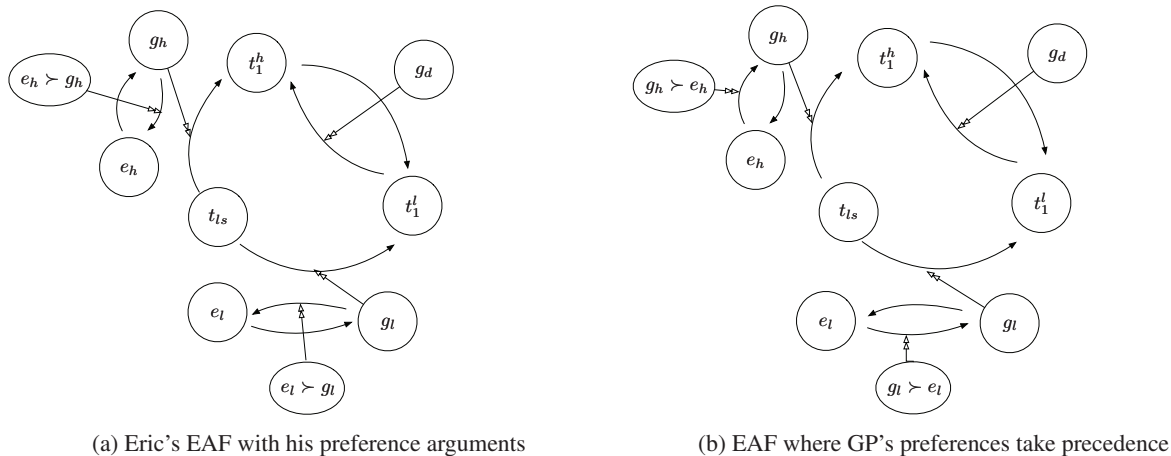 g_h
t_1^h
g_d
e_h ≻ g_h
e_h
t_ls
t_1^l
e_l
g_l
e_l ≻ g_l
(a) Eric's EAF with his preference arguments
g_h
t_1^h
g_d
g_h ≻ e_h
e_h
t_ls
t_1^l
e_l
g_l
g_l ≻ e_l
(b) EAF where GP's preferences take precedence